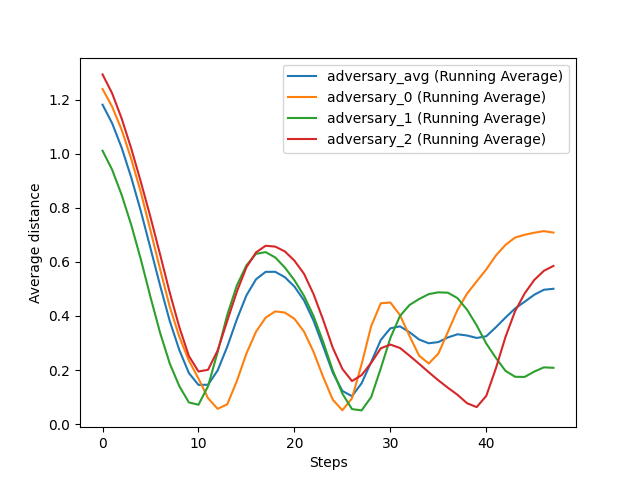 adversary_avg (Running Average)
adversary_0 (Running Average)
adversary_1 (Running Average)
adversary_2 (Running Average)
1.2
1.0
0.8
0.6
0.4
0.2
0.0
Average distance
0 10 20 30 40
Steps